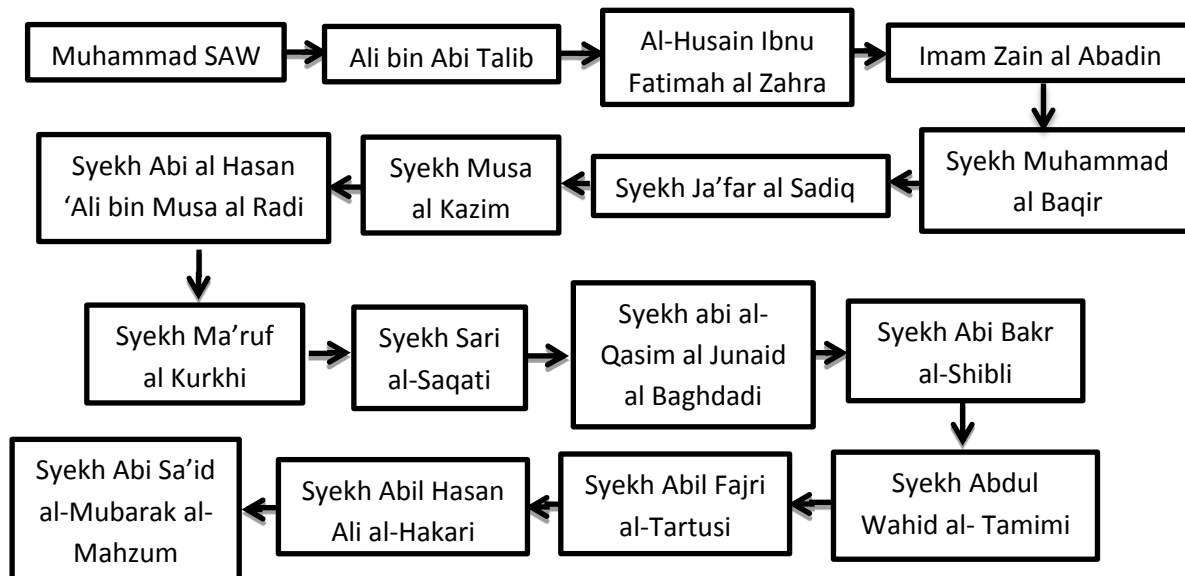 Muhammad SAW
Ali bin Abi Talib
Al-Husain Ibnu
Fatimah al Zahra
Imam Zain al Abadin
Syekh Muhammad
al Baqir
Syekh Ja’far al Sadiq
Syekh Musa
al Kazim
Syekh Abi al Hasan
‘Ali bin Musa al Radi
Syekh Ma’ruf
al Kurkhi
Syekh Sari
al-Saqati
Syekh abi al-
Qasim al Junaid
al Baghdadi
Syekh Abi Bakr
al-Shibli
Syekh Abdul
Wahid al- Tamimi
Syekh Abil Fajri
al-Tartusi
Syekh Abil Hasan
Ali al-Hakari
Syekh Abi Sa’id
al-Mubarak al-
Mahzum